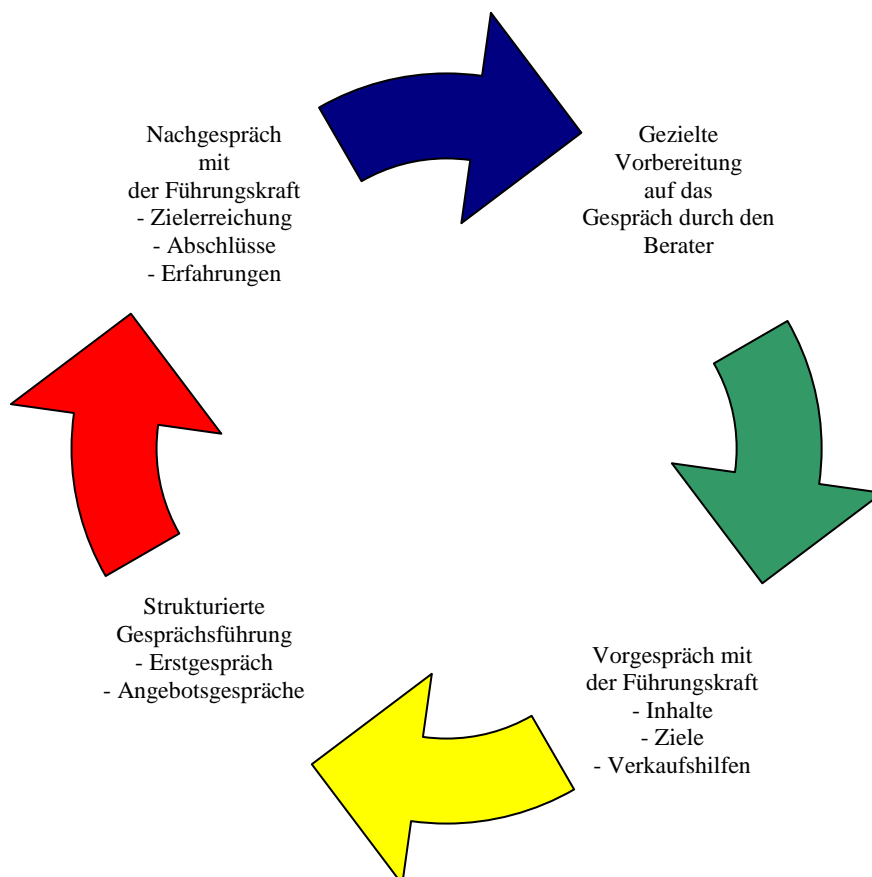 Nachgespräch
mit
der Führungskraft
- Zielerreichung
- Abschlüsse
- Erfahrungen
Gezielte
Vorbereitung
auf das
Gespräch durch den
Berater
Strukturierte
Gesprächsführung
- Erstgespräch
- Angebotsgespräche
Vorgespräch mit
der Führungskraft
- Inhalte
- Ziele
- Verkaufshilfen